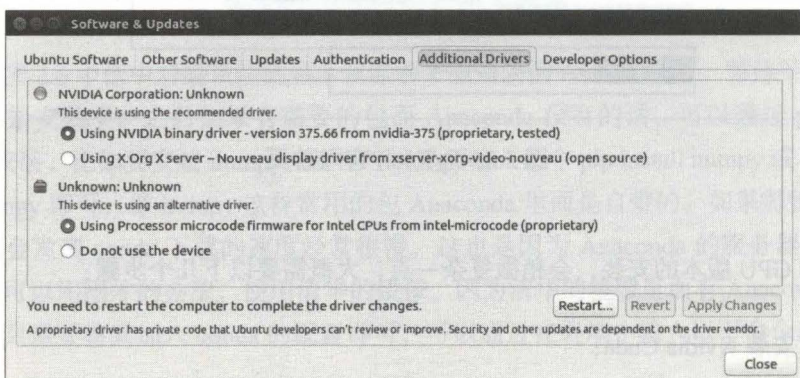 Software & Updates
Ubuntu Software Other Software Updates Authentication Additional Drivers Developer Options
NVIDIA Corporation: Unknown
This device is using the recommended driver.
Using NVIDIA binary driver - version 375.66 from nvidia-375 (proprietary, tested)
Using X.Org X server – Nouveau display driver from xserver-xorg-video-nouveau (open source)
Unknown: Unknown
This device is using an alternative driver.
Using Processor microcode firmware for Intel CPUs from intel-microcode (proprietary)
Do not use the device
You need to restart the computer to complete the driver changes.
Restart... Revert Apply Changes
A proprietary driver has private code that Ubuntu developers can't review or improve. Security and other updates are dependent on the driver vendor.
Close